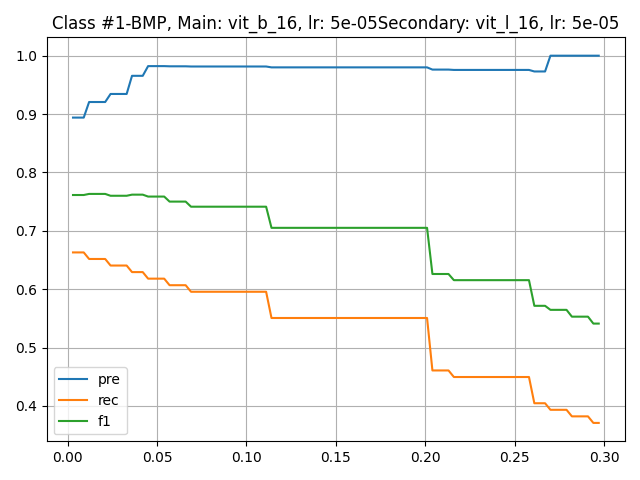 Class #1-BMP, Main: vit_b_16, lr: 5e-05Secondary: vit_l_16, lr: 5e-05
1.0
0.9
0.8
0.7
0.6
0.5
0.4
pre
rec
f1
0.00 0.05 0.10 0.15 0.20 0.25 0.30